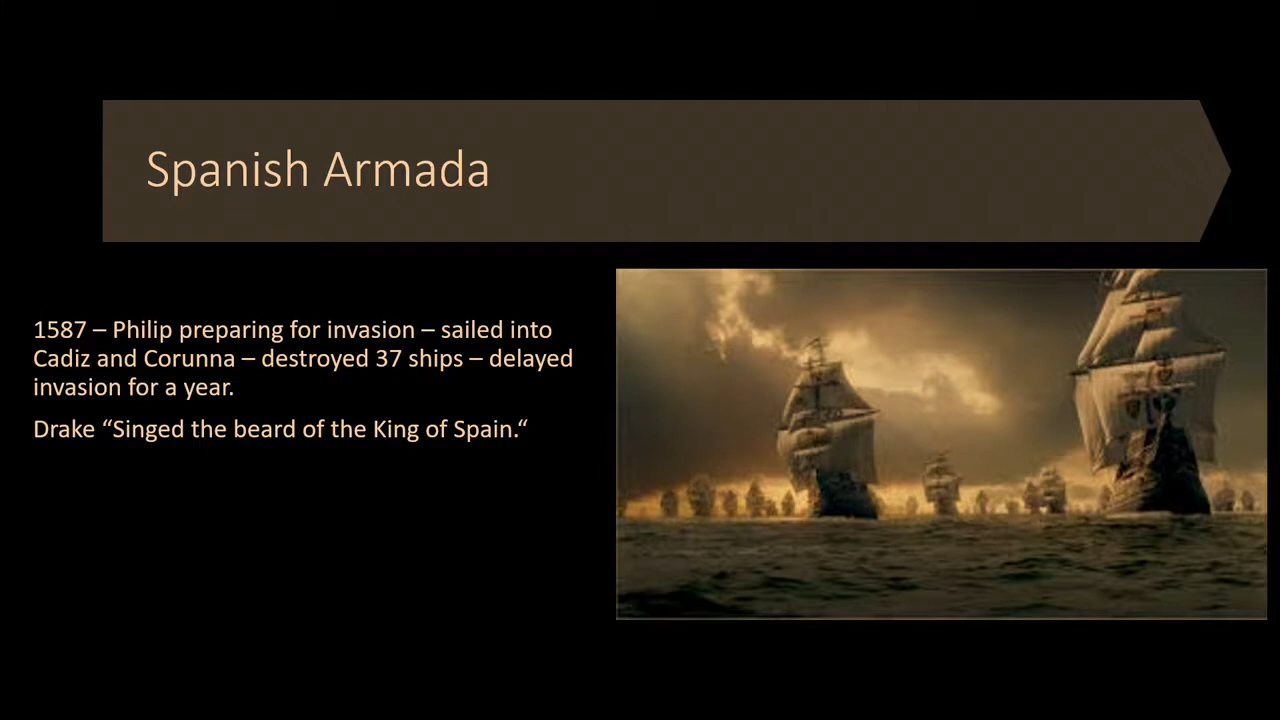 Spanish Armada
1587 – Philip preparing for invasion – sailed into
Cadiz and Corunna – destroyed 37 ships – delayed
invasion for a year.
Drake “Singed the beard of the King of Spain.“